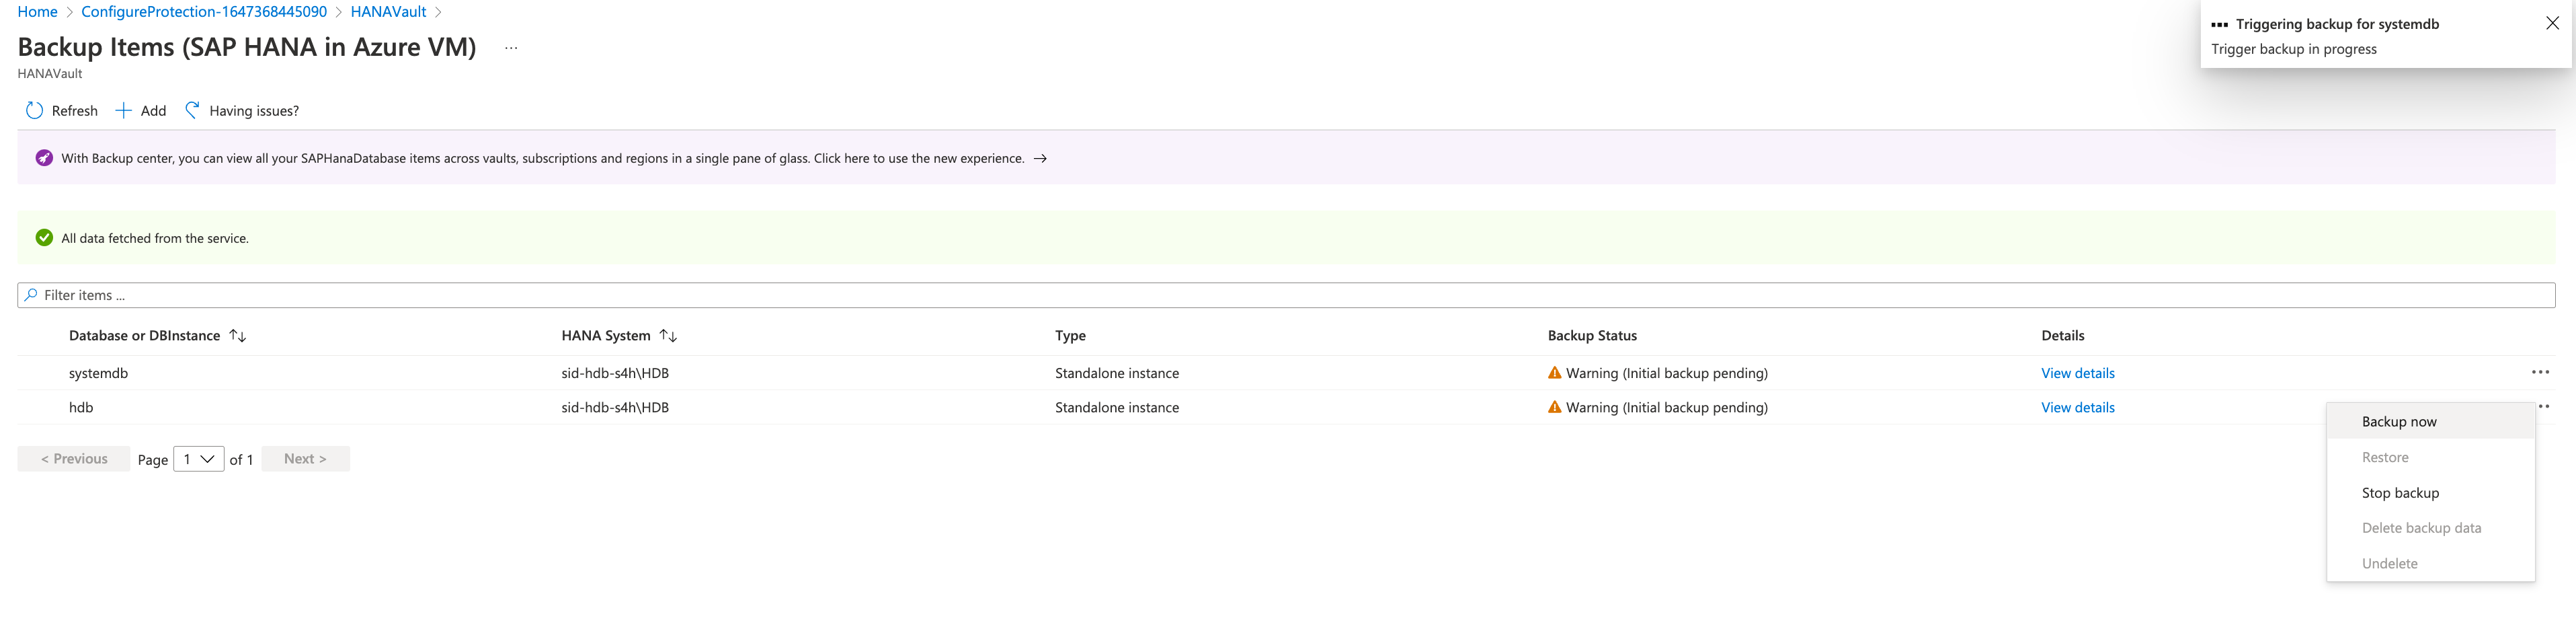 Home > ConfigureProtection-1647368445090 > HANAVault >
Backup Items (SAP HANA in Azure VM) ...
HANAVault
Triggering backup for systemdb
Trigger backup in progress
Refresh Add Having issues?
With Backup center, you can view all your SAPHanaDatabase items across vaults, subscriptions and regions in a single pane of glass. Click here to use the new experience. →
All data fetched from the service.
Filter items ...
Database or DBInstance ↑↓ HANA System ↑↓ Type Backup Status Details
systemdb sid-hdb-s4h\HDB Standalone instance Warning (Initial backup pending) View details
hdb sid-hdb-s4h\HDB Standalone instance Warning (Initial backup pending) View details
< Previous Page 1 of 1 Next >
Backup now
Restore
Stop backup
Delete backup data
Undelete